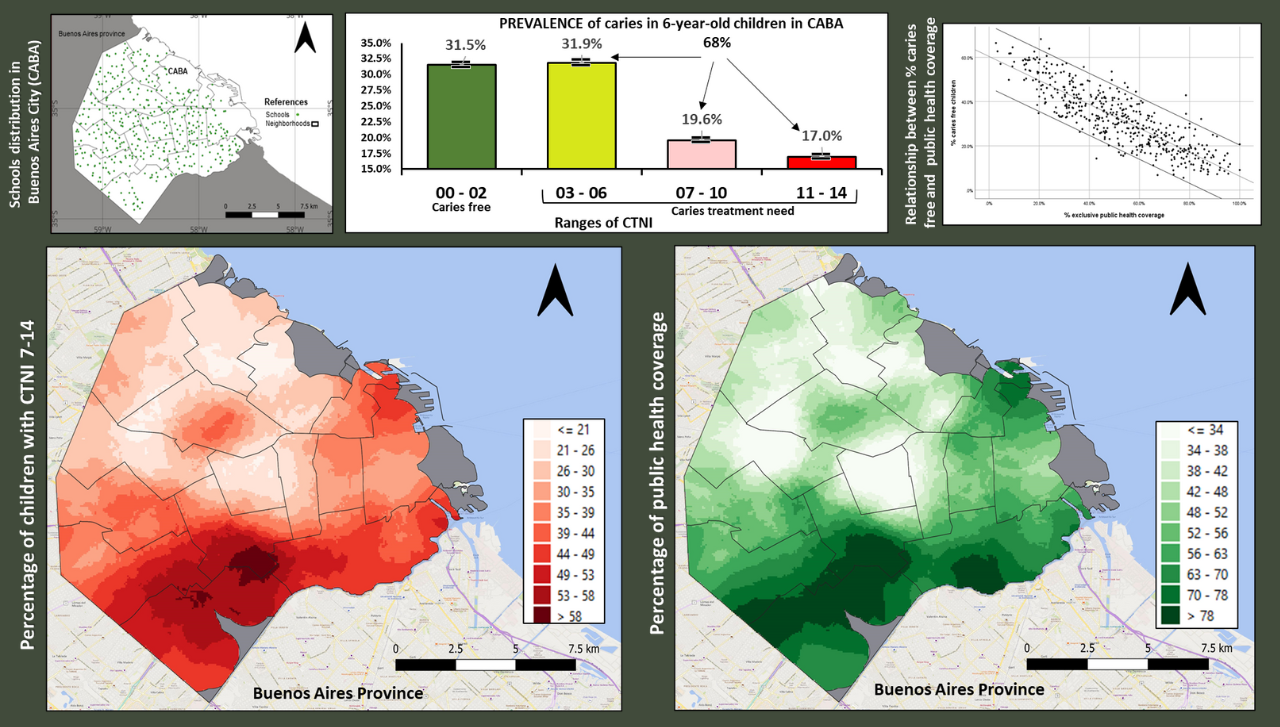 Schools distribution in
Buenos Aires City (CABA)
Buenos Aires province
CABA
References
Schools
Neighborhoods
0 2.5 5 7.5 km
35°S
35°S
59°W 58°W 58°W
PREVALENCE of caries in 6-year-old children in CABA
35.0%
32.5%
30.0%
27.5%
25.0%
22.5%
20.0%
17.5%
15.0%
31.5%
31.9%
68%
19.6%
17.0%
00 - 02
Caries free
03 - 06
07 - 10
11 - 14
Caries treatment need
Ranges of CTNI
Relationship between % caries
free and public health coverage
% caries free children
60.0%
40.0%
20.0%
0%
0% 20.0% 40.0% 60.0% 80.0% 100.0%
% exclusive public health coverage
Percentage of children with CTNI 7-14
<= 21
21 - 26
26 - 30
30 - 35
35 - 39
39 - 44
44 - 49
49 - 53
53 - 58
> 58
0 2.5 5 7.5 km
Buenos Aires Province
Percentage of public health coverage
<= 34
34 - 38
38 - 42
42 - 48
48 - 52
52 - 56
56 - 63
63 - 70
70 - 78
> 78
0 2.5 5 7.5 km
Buenos Aires Province